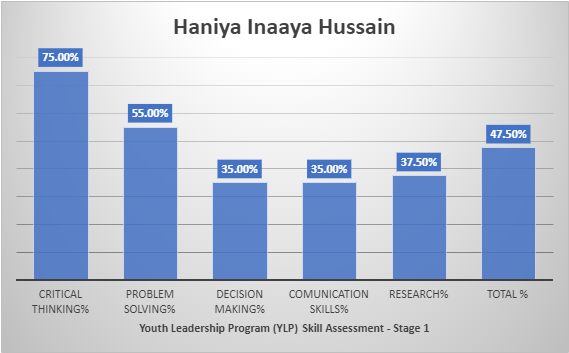 Haniya Inaaya Hussain
75.00%
55.00%
35.00%
35.00%
37.50%
47.50%
CRITICAL THINKING%
PROBLEM SOLVING%
DECISION MAKING%
COMUNICATION SKILLS%
RESEARCH%
TOTAL %
Youth Leadership Program (YLP) Skill Assessment - Stage 1